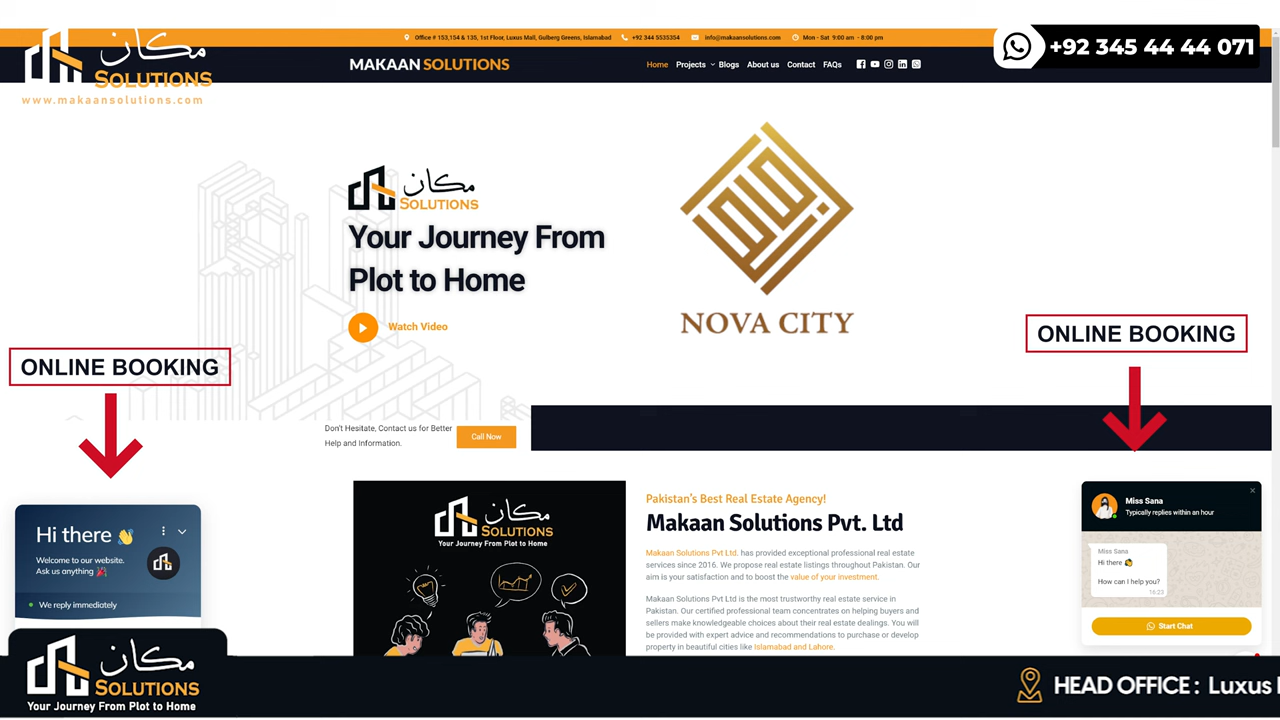 مکان
SOLUTIONS
www.makaansolutions.com
Office # 153,154 & 135, 1st Floor, Luxus Mall, Gulberg Greens, Islamabad
+92 344 5535354
info@makaansolutions.com
Mon - Sat 9:00 am - 8:00 pm
+92 345 44 44 071
MAKAAN SOLUTIONS
Home Projects Blogs About us Contact FAQs
مکان
SOLUTIONS
Your Journey From
Plot to Home
Watch Video
NOVA CITY
ONLINE BOOKING
ONLINE BOOKING
Don't Hesitate, Contact us for Better
Help and Information.
Call Now
مکان
SOLUTIONS
Your Journey From Plot to Home
Pakistan's Best Real Estate Agency!
Makaan Solutions Pvt. Ltd
Makaan Solutions Pvt Ltd. has provided exceptional professional real estate
services since 2016. We propose real estate listings throughout Pakistan. Our
aim is your satisfaction and to boost the value of your investment.
Makaan Solutions Pvt Ltd is the most trustworthy real estate service in
Pakistan. Our certified professional team concentrates on helping buyers and
sellers make knowledgeable choices about their real estate dealings. You will
be provided with expert advice and recommendations to purchase or develop
property in beautiful cities like Islamabad and Lahore.
Hi there 👋
Welcome to our website.
Ask us anything 🎉
We reply immediately
Miss Sana
Typically replies within an hour
Miss Sana
Hi there 👋
How can I help you?
16:23
Start Chat
مکان
SOLUTIONS
Your Journey From Plot to Home
HEAD OFFICE : Luxus